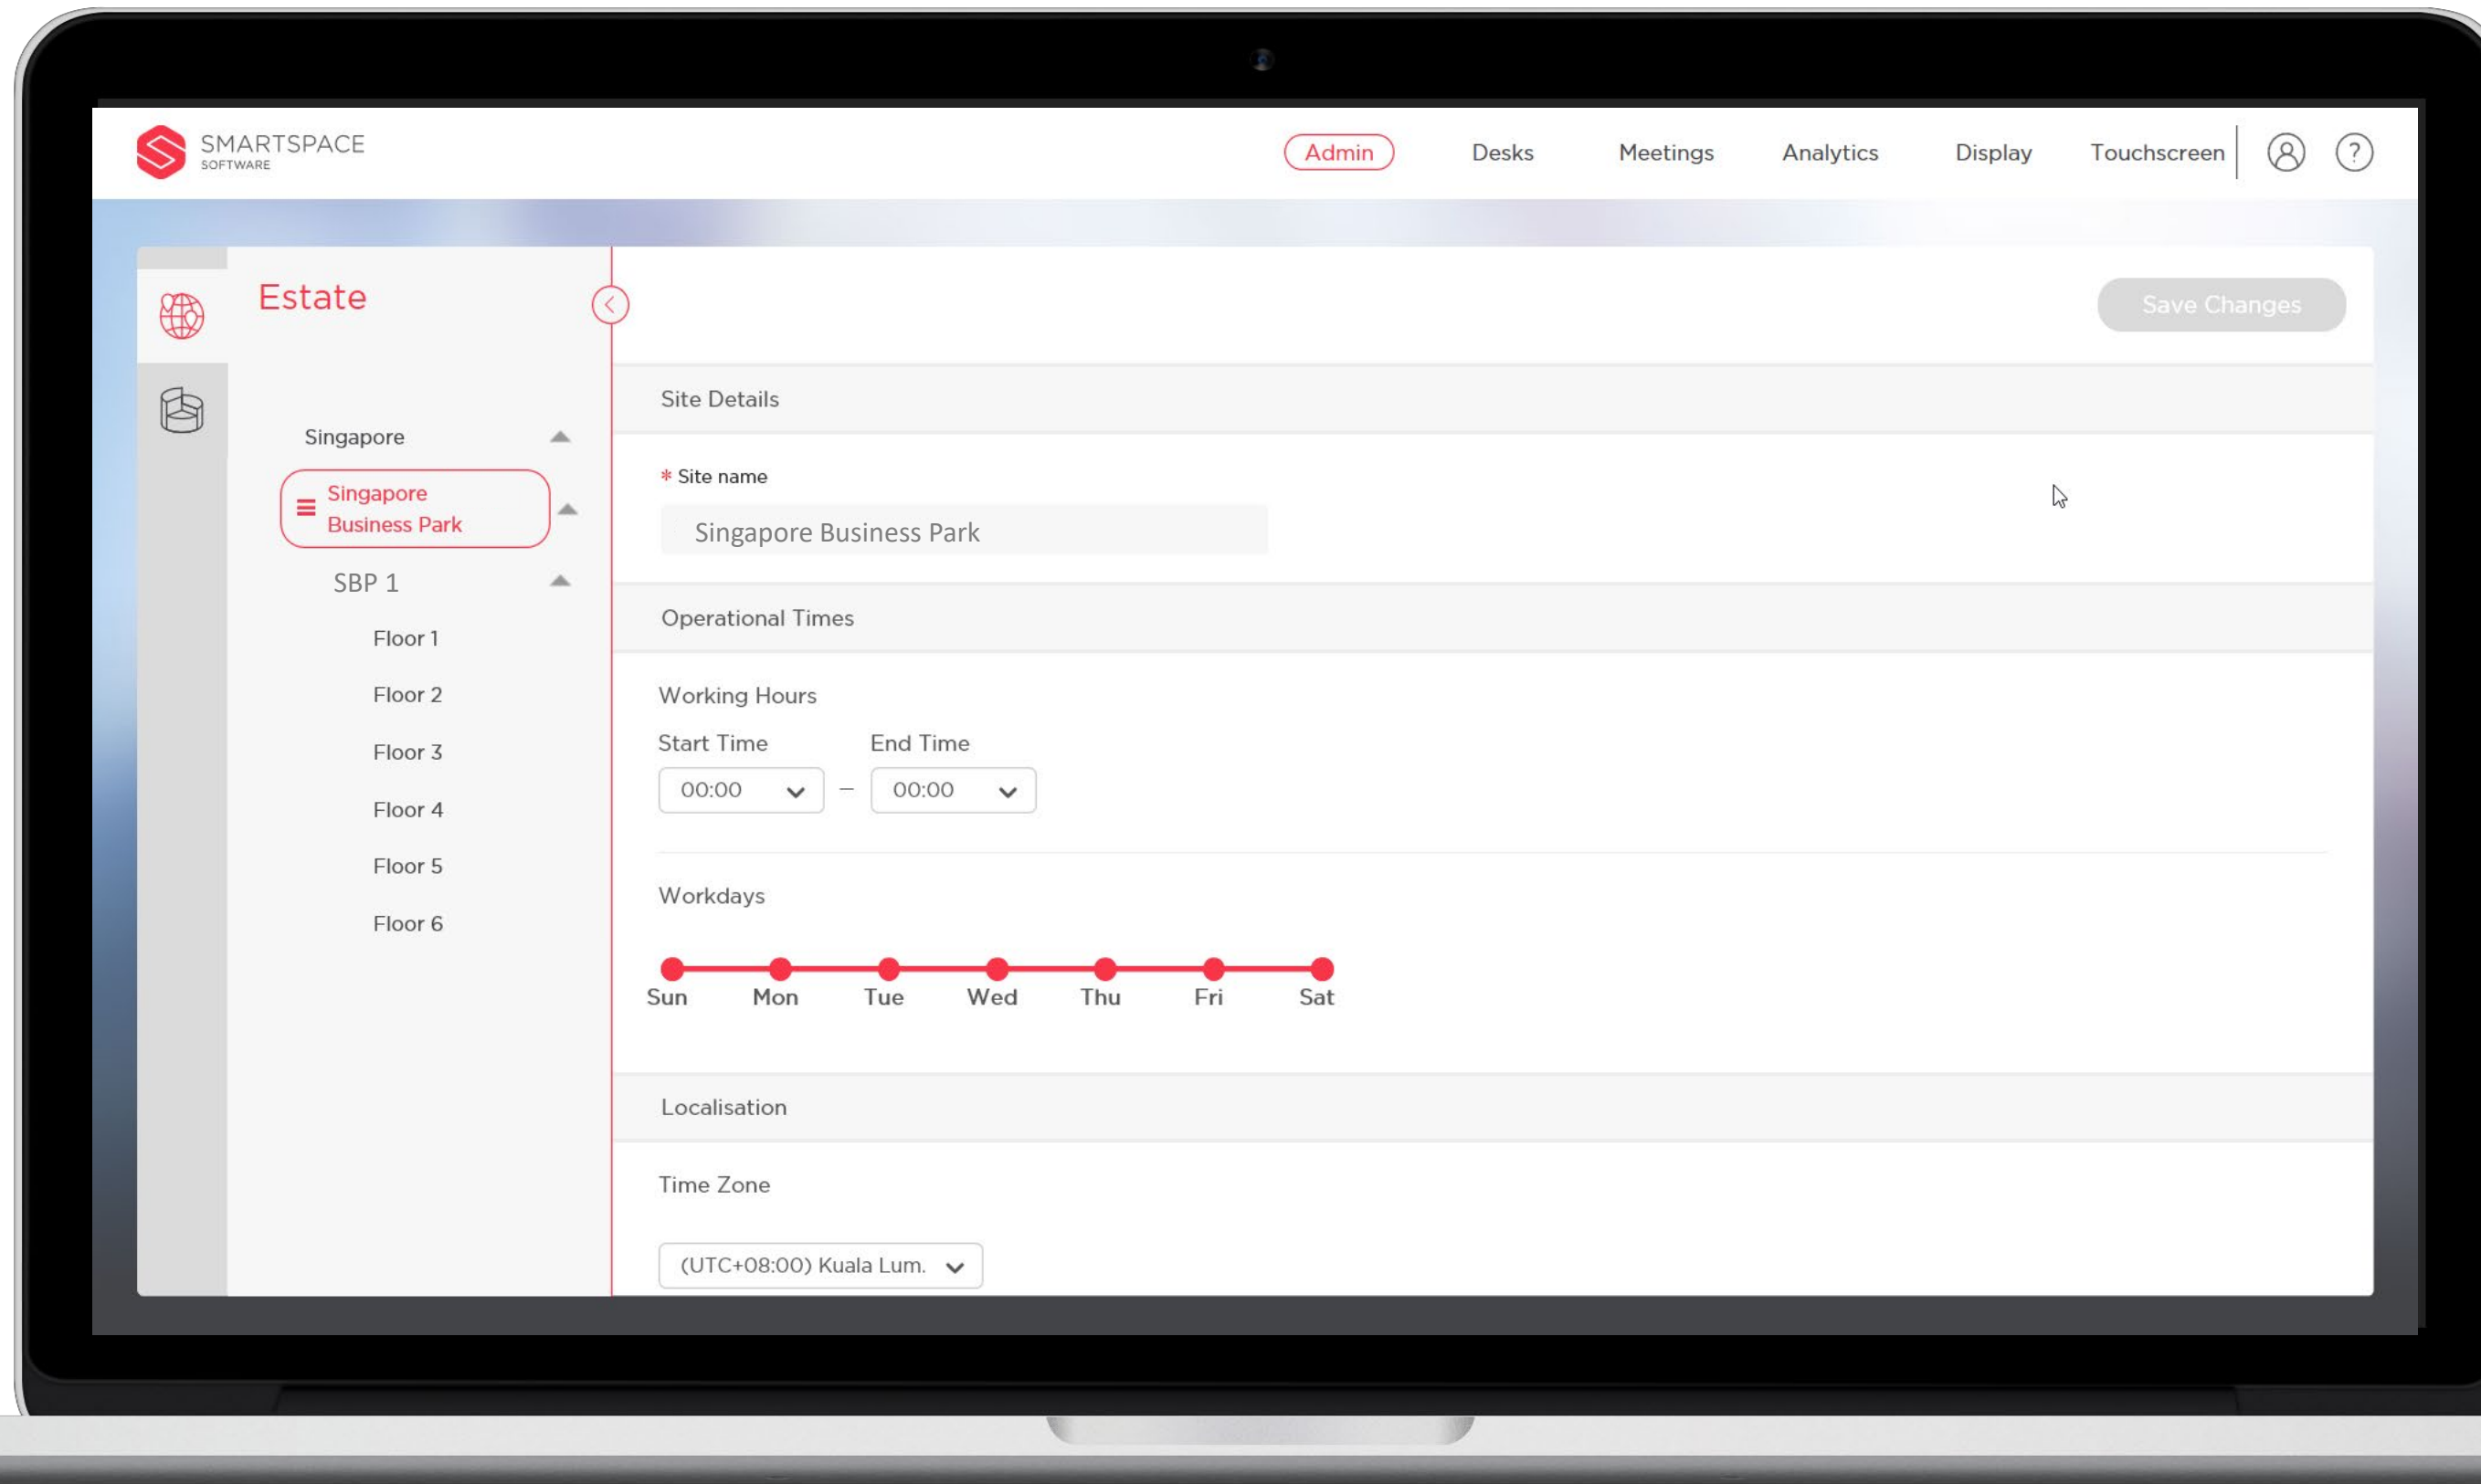 SMARTSPACE
SOFTWARE
Admin Desks Meetings Analytics Display Touchscreen ?
Estate
Save Changes
Singapore
Singapore
Business Park
SBP 1
Floor 1
Floor 2
Floor 3
Floor 4
Floor 5
Floor 6
Site Details
* Site name
Singapore Business Park
Operational Times
Working Hours
Start Time End Time
00:00 – 00:00
Workdays
Sun Mon Tue Wed Thu Fri Sat
Localisation
Time Zone
(UTC+08:00) Kuala Lum.